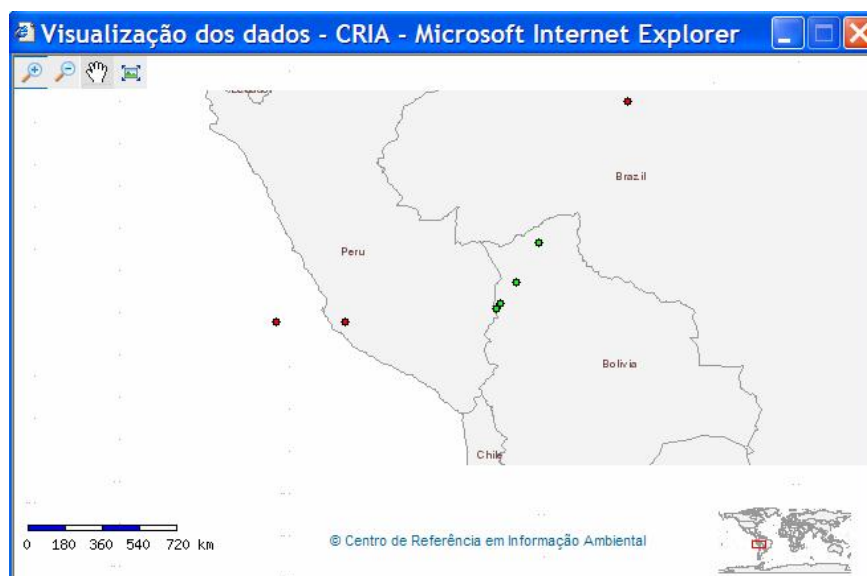 Visualização dos dados - CRIA - Microsoft Internet Explorer
Brazil
Peru
Bolivia
Chile
0 180 360 540 720 km
© Centro de Referência em Informação Ambiental